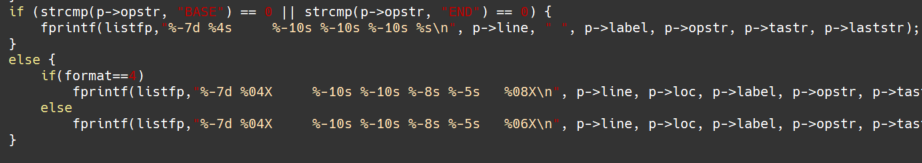 if (strcmp(p->opstr, "BASE") == 0 || strcmp(p->opstr, "END") == 0) {
fprintf(listfp,"%-7d %4s     %-10s %-10s %-10s %s\n", p->line, " ", p->label, p->opstr, p->tastr, p->laststr);
}
else {
if(format==4)
fprintf(listfp,"%-7d %04X     %-10s %-10s %-8s %-5s   %08X\n", p->line, p->loc, p->label, p->opstr, p->tas
else
fprintf(listfp,"%-7d %04X     %-10s %-10s %-8s %-5s   %06X\n", p->line, p->loc, p->label, p->opstr, p->tas
}